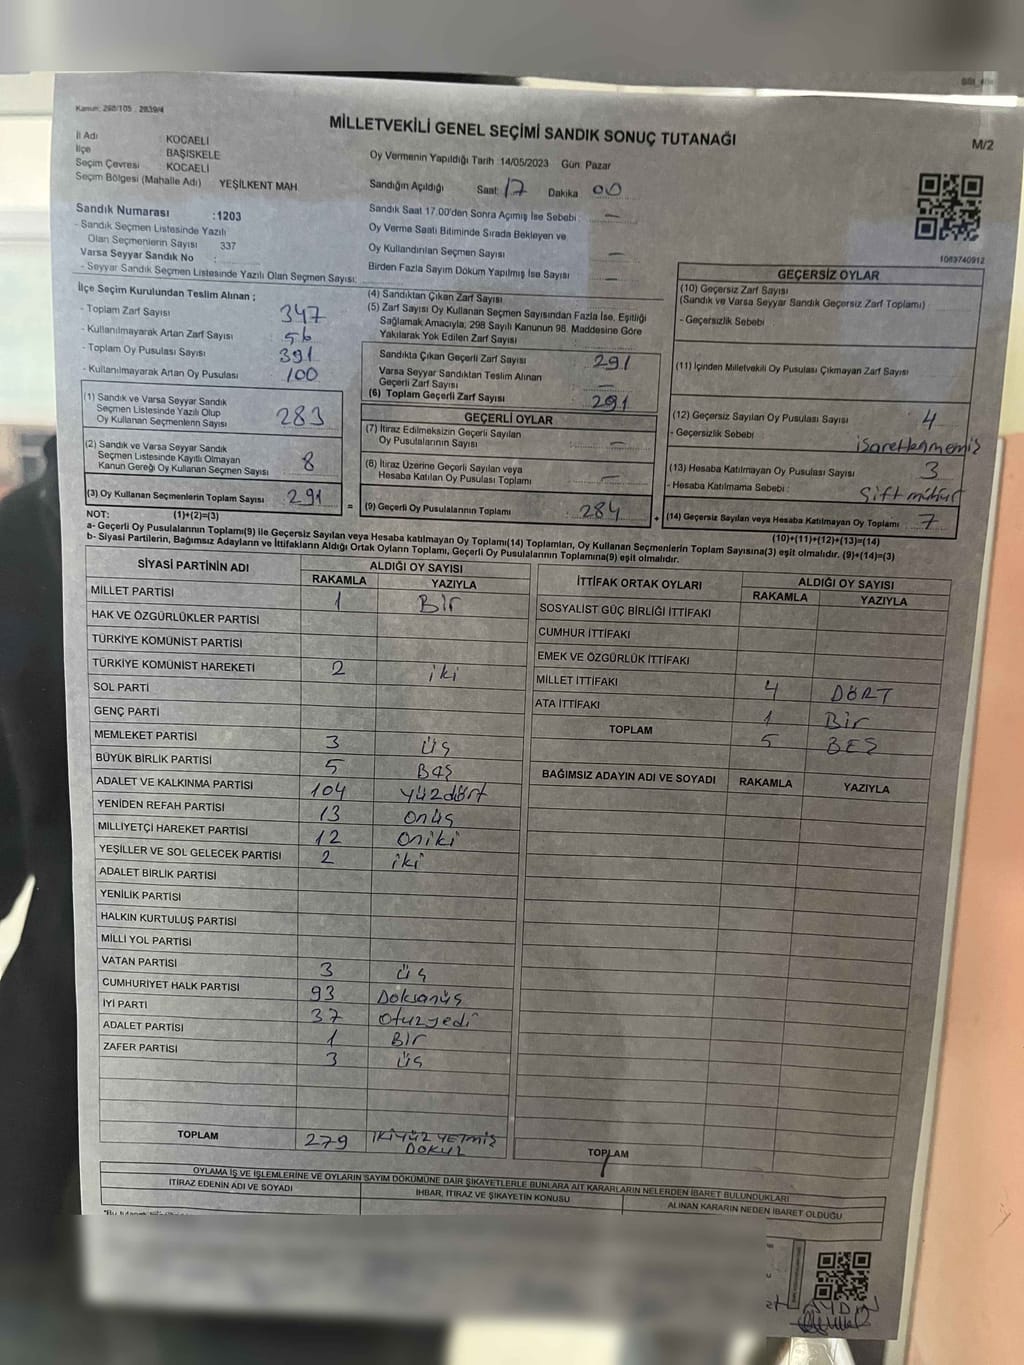 Kanun: 298/105 - 2839/4
MİLLETVEKİLİ GENEL SEÇİMİ SANDIK SONUÇ TUTANAĞI
M/2
İl Adı : KOCAELİ
İlçe : BAŞİSKELE
Seçim Çevresi : KOCAELİ
Seçim Bölgesi (Mahalle Adı) YEŞİLKENT MAH.
Oy Vermenin Yapıldığı Tarih : 14/05/2023 Gün: Pazar
Sandığın Açıldığı Saat: 17 Dakika 00
Sandık Numarası : 1203
- Sandık Seçmen Listesinde Yazılı
Olan Seçmenlerin Sayısı 337
Varsa Seyyar Sandık No :
- Seyyar Sandık Seçmen Listesinde Yazılı Olan Seçmen Sayısı:
Sandık Saat 17.00'den Sonra Açımış İse Sebebi : —
Oy Verme Saati Bitiminde Sırada Bekleyen ve
Oy Kullandırılan Seçmen Sayısı —
Birden Fazla Sayım Döküm Yapılmış İse Sayısı —
1083740912
İlçe Seçim Kurulundan Teslim Alınan ;
- Toplam Zarf Sayısı 347
- Kullanılmayarak Artan Zarf Sayısı 56
- Toplam Oy Pusulası Sayısı 391
- Kullanılmayarak Artan Oy Pusulası 100
(4) Sandıktan Çıkan Zarf Sayısı
(5) Zarf Sayısı Oy Kullanan Seçmen Sayısından Fazla İse, Eşitliği
Sağlamak Amacıyla, 298 Sayılı Kanunun 98. Maddesine Göre
Yakılarak Yok Edilen Zarf Sayısı
Sandıkta Çıkan Geçerli Zarf Sayısı 291
Varsa Seyyar Sandıktan Teslim Alınan
Geçerli Zarf Sayısı —
(6) Toplam Geçerli Zarf Sayısı 291
(1) Sandık ve Varsa Seyyar Sandık
Seçmen Listesinde Yazılı Olup
Oy Kullanan Seçmenlerin Sayısı 283
(2) Sandık ve Varsa Seyyar Sandık
Seçmen Listesinde Kayıtlı Olmayan
Kanun Gereği Oy Kullanan Seçmen Sayısı 8
(3) Oy Kullanan Seçmenlerin Toplam Sayısı 291
GEÇERLİ OYLAR
(7) İtiraz Edilmeksizin Geçerli Sayılan
Oy Pusulalarının Sayısı : —
(8) İtiraz Üzerine Geçerli Sayılan veya
Hesaba Katılan Oy Pusulası Toplamı —
= (9) Geçerli Oy Pusulalarının Toplamı 284 +
GEÇERSİZ OYLAR
(10) Geçersiz Zarf Sayısı
(Sandık ve Varsa Seyyar Sandık Geçersiz Zarf Toplamı)
- Geçersizlik Sebebi
(11) İçinden Milletvekili Oy Pusulası Çıkmayan Zarf Sayısı
(12) Geçersiz Sayılan Oy Pusulası Sayısı 4
- Geçersizlik Sebebi : işaretlenmemiş
(13) Hesaba Katılmayan Oy Pusulası Sayısı 3
- Hesaba Katılmama Sebebi : Çift mühür
(14) Geçersiz Sayılan veya Hesaba Katılmayan Oy Toplamı 7
NOT: (1)+(2)=(3)
(10)+(11)+(12)+(13)=(14)
a- Geçerli Oy Pusulalarının Toplamı(9) ile Geçersiz Sayılan veya Hesaba katılmayan Oy Toplamı(14) Toplamları, Oy Kullanan Seçmenlerin Toplam Sayısına(3) eşit olmalıdır. (9)+(14)=(3)
b- Siyasi Partilerin, Bağımsız Adayların ve İttifakların Aldığı Ortak Oyların Toplamı, Geçerli Oy Pusulalarının Toplamına(9) eşit olmalıdır.
SİYASİ PARTİNİN ADI ALDIĞI OY SAYISI
RAKAMLA YAZIYLA
MİLLET PARTİSİ 1 Bir
HAK VE ÖZGÜRLÜKLER PARTİSİ
TÜRKİYE KOMÜNİST PARTİSİ
TÜRKİYE KOMÜNİST HAREKETİ 2 iki
SOL PARTİ
GENÇ PARTİ
MEMLEKET PARTİSİ 3 üç
BÜYÜK BİRLİK PARTİSİ 5 Beş
ADALET VE KALKINMA PARTİSİ 104 yüzdört
YENİDEN REFAH PARTİSİ 13 onüç
MİLLİYETÇİ HAREKET PARTİSİ 12 oniki
YEŞİLLER VE SOL GELECEK PARTİSİ 2 iki
ADALET BİRLİK PARTİSİ
YENİLİK PARTİSİ
HALKIN KURTULUŞ PARTİSİ
MİLLİ YOL PARTİSİ
VATAN PARTİSİ 3 üç
CUMHURİYET HALK PARTİSİ 93 Doksanüç
İYİ PARTİ 37 otuzyedi
ADALET PARTİSİ 1 Bir
ZAFER PARTİSİ 3 üç
TOPLAM 279 İKİYÜZ YETMİŞ
DOKUZ
İTTİFAK ORTAK OYLARI ALDIĞI OY SAYISI
RAKAMLA YAZIYLA
SOSYALİST GÜÇ BİRLİĞİ İTTİFAKI
CUMHUR İTTİFAKI
EMEK VE ÖZGÜRLÜK İTTİFAKI
MİLLET İTTİFAKI 4 DÖRT
ATA İTTİFAKI 1 Bir
TOPLAM 5 BEŞ
BAĞIMSIZ ADAYIN ADI VE SOYADI RAKAMLA YAZIYLA
TOPLAM
OYLAMA İŞ VE İŞLEMLERİNE VE OYLARIN SAYIM DÖKÜMÜNE DAİR ŞİKAYETLERLE BUNLARA AİT KARARLARIN NELERDEN İBARET BULUNDUKLARI
İTİRAZ EDENİN ADI VE SOYADI İHBAR, İTİRAZ VE ŞİKAYETİN KONUSU ALINAN KARARIN NEDEN İBARET OLDUĞU
AYDIN